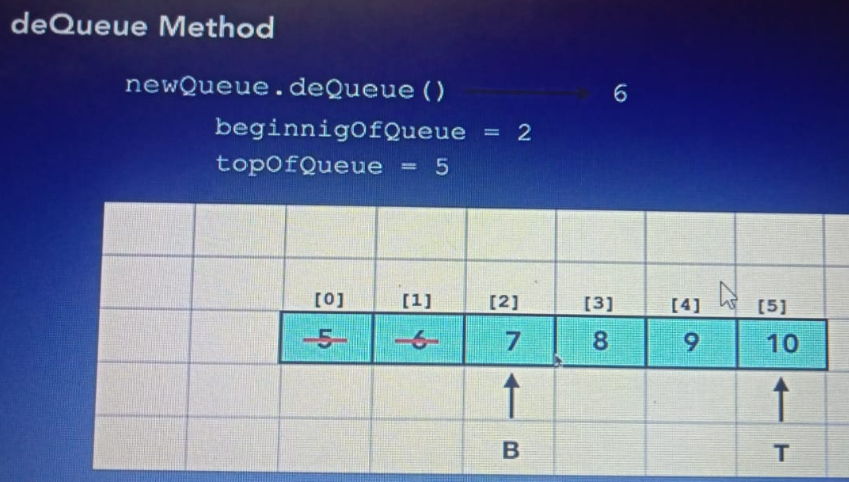 deQueue Method
newQueue.deQueue() 6
beginnigOfQueue = 2
topOfQueue = 5
[0] [1] [2] [3] [4] [5]
5 6 7 8 9 10
B T